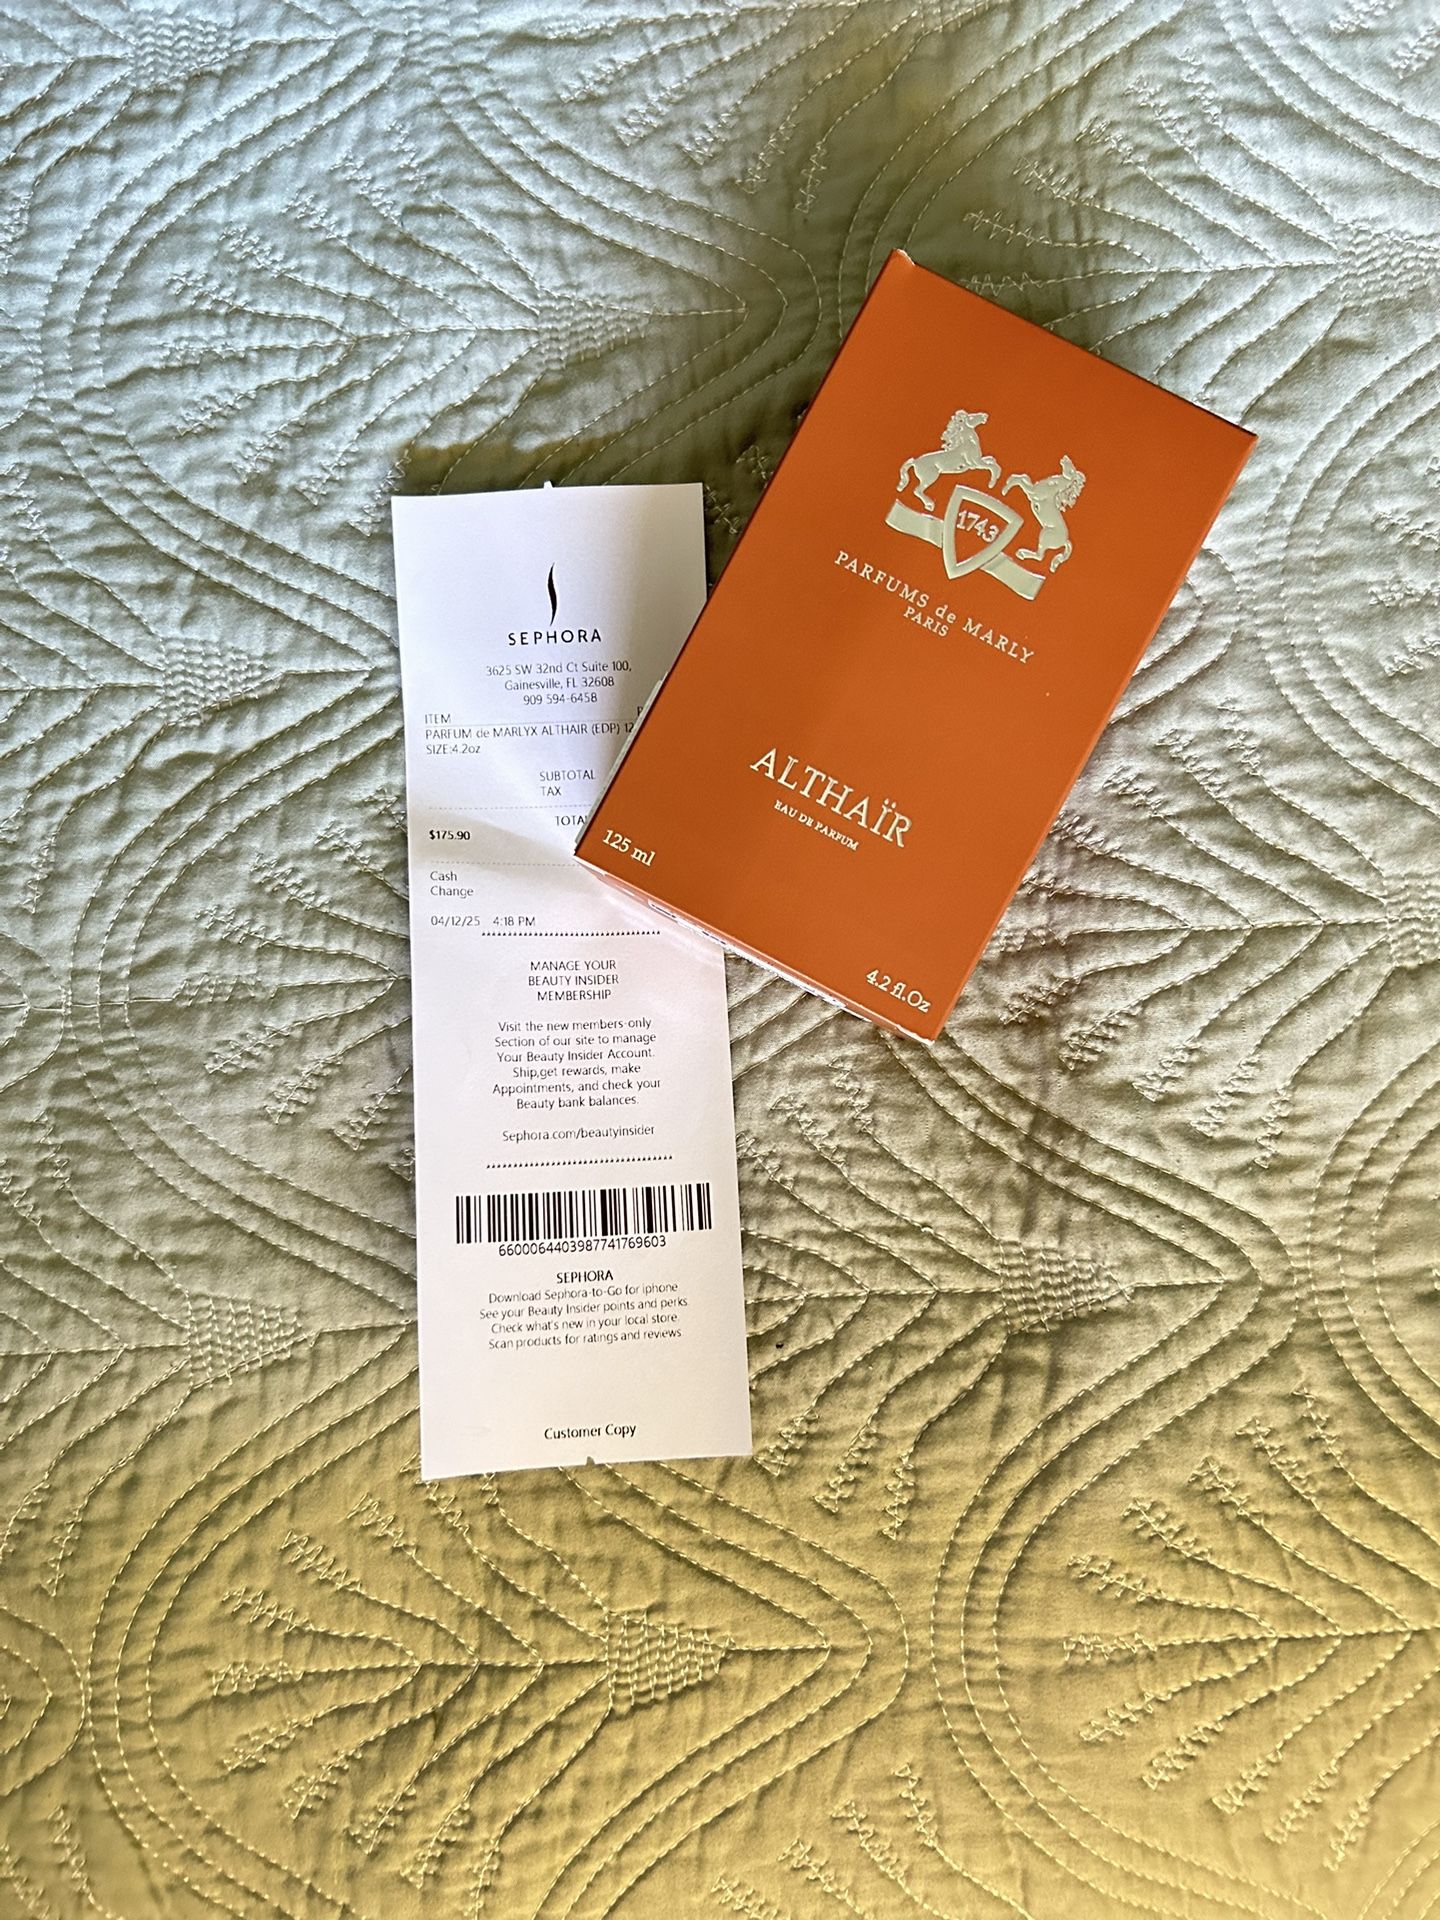 SEPHORA
3625 SW 32nd Ct Suite 100,
Gainesville, FL 32608
909 594-6458
ITEM
PARFUM de MARLYX ALTHAIR (EDP) 12
SIZE:4.2oz
SUBTOTAL
TAX
TOTA
$175.90
Cash
Change
04/12/25 4:18 PM
MANAGE YOUR
BEAUTY INSIDER
MEMBERSHIP
Visit the new members-only
Section of our site to manage
Your Beauty Insider Account.
Ship,get rewards, make
Appointments, and check your
Beauty bank balances.
Sephora.com/beautyinsider
6600064403987741769603
SEPHORA
Download Sephora-to-Go for iphone
See your Beauty Insider points and perks.
Check what's new in your local store.
Scan products for ratings and reviews.
Customer Copy
1743
PARFUMS de MARLY
PARIS
ALTHAÏR
EAU DE PARFUM
125 ml
4.2 fl.Oz